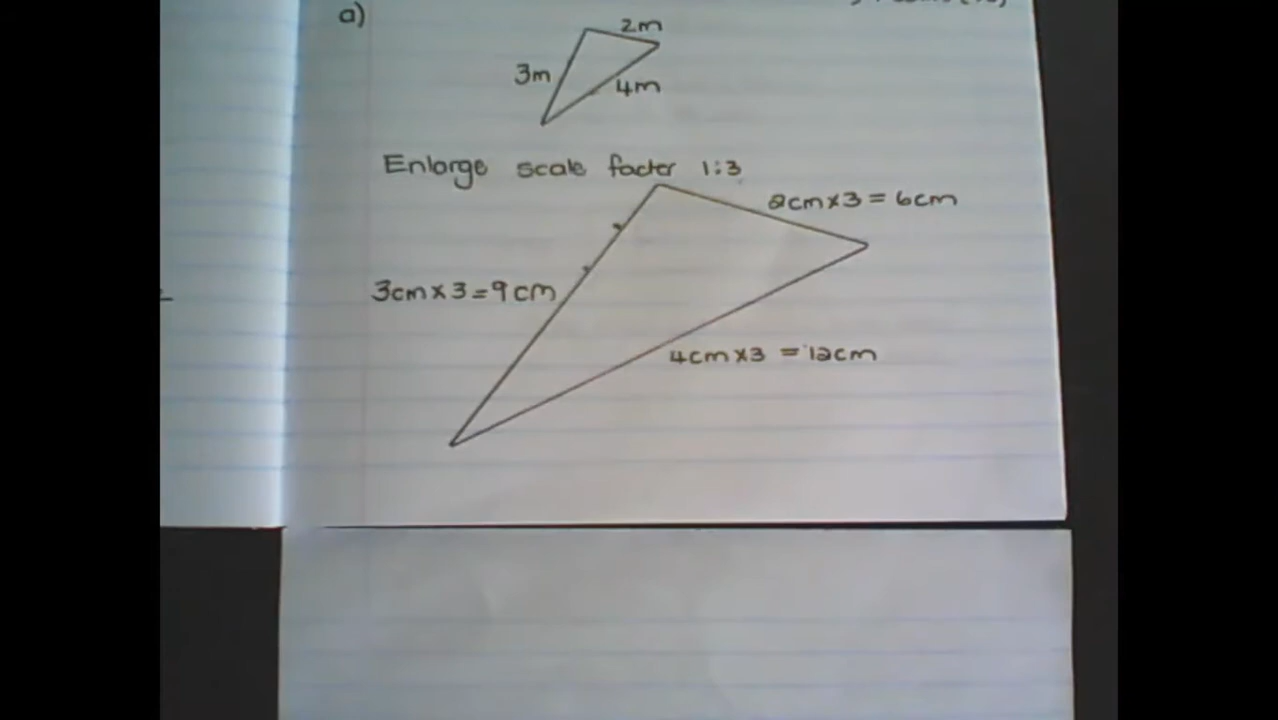 a)
2m
3m
4m
Enlarge scale factor 1:3
2cm x 3 = 6cm
3cm x 3 = 9cm
4cm x 3 = 12cm